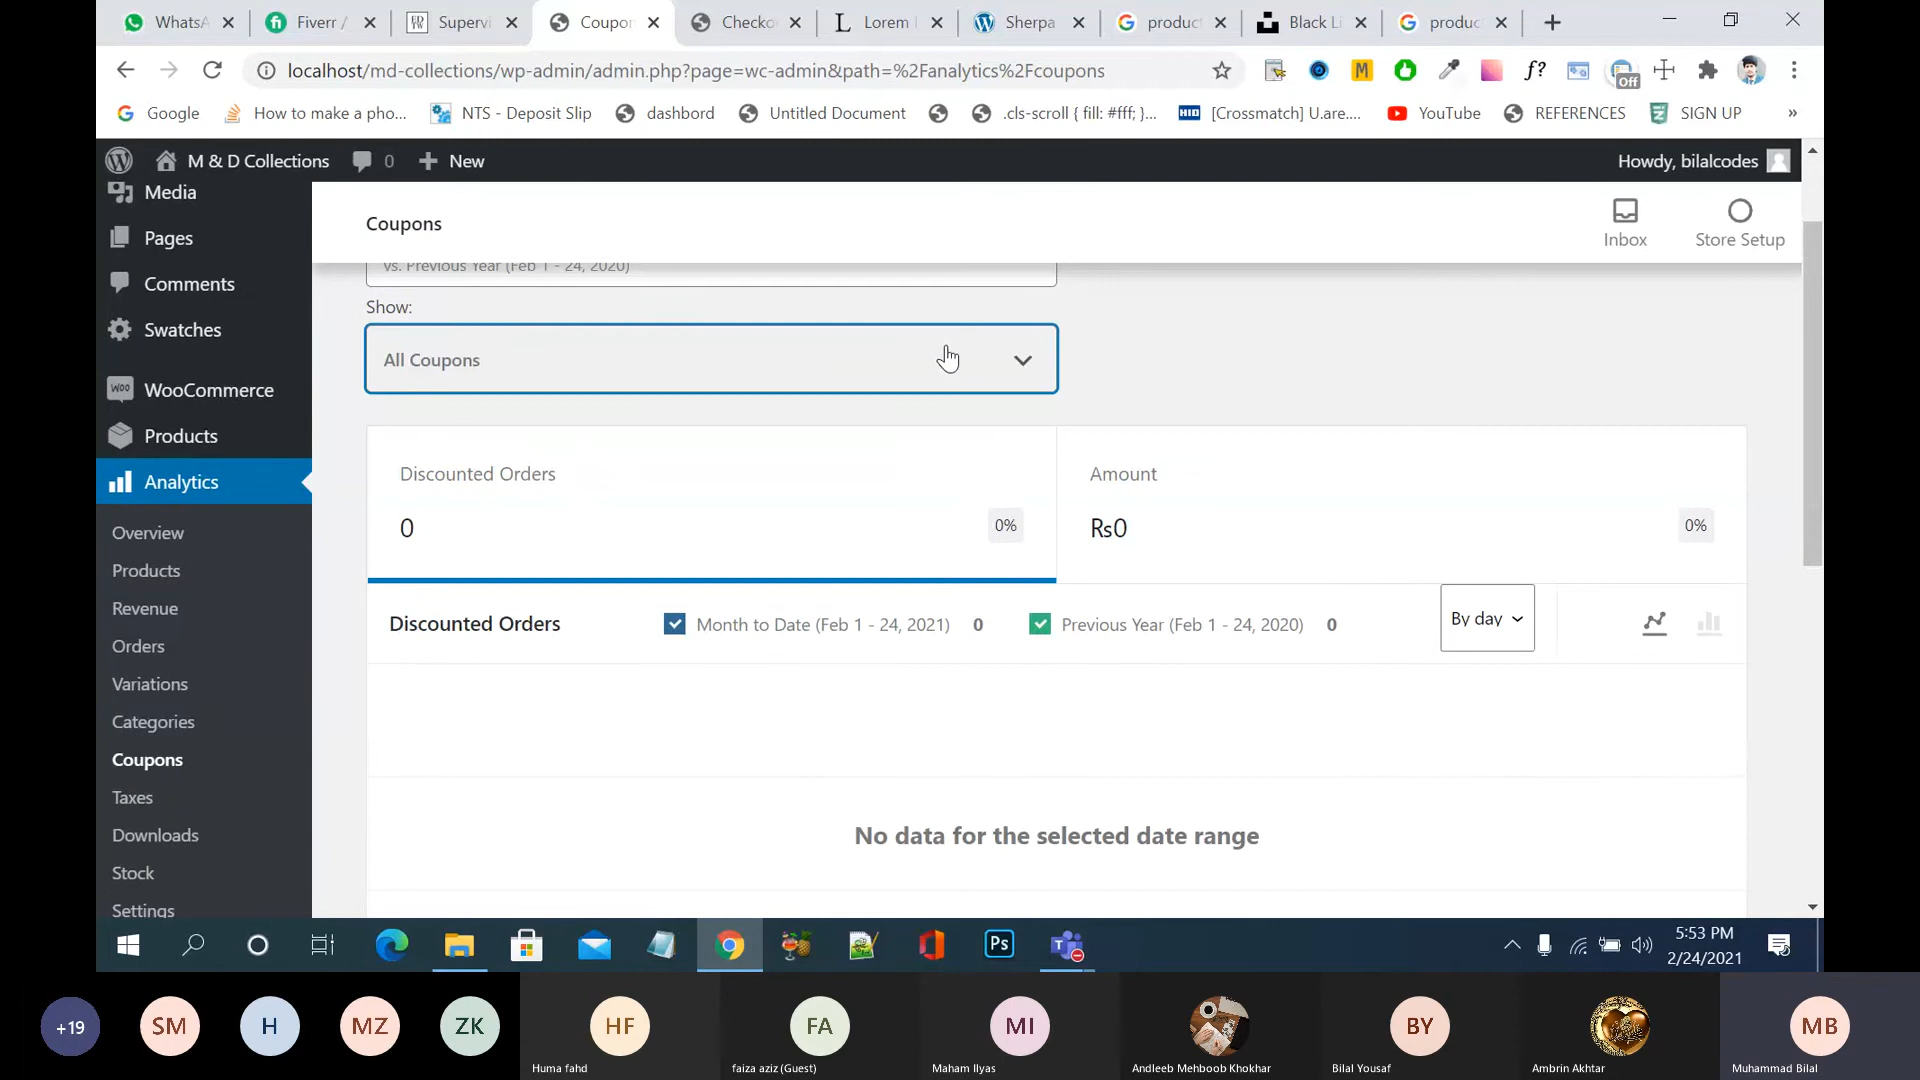 WhatsA
Fiverr /
Supervi
Coupon
Checko
Lorem
Sherpa
product
Black Li
produc
localhost/md-collections/wp-admin/admin.php?page=wc-admin&path=%2Fanalytics%2Fcoupons
M
f?
Off
Google
How to make a pho...
NTS - Deposit Slip
dashbord
Untitled Document
.cls-scroll { fill: #fff; }...
HID
[Crossmatch] U.are....
YouTube
REFERENCES
SIGN UP
»
M & D Collections
0
New
Howdy, bilalcodes
Media
Pages
Comments
Swatches
WooCommerce
Products
Analytics
Overview
Products
Revenue
Orders
Variations
Categories
Coupons
Taxes
Downloads
Stock
Settings
Coupons
Inbox
Store Setup
vs. Previous Year (Feb 1 - 24, 2020)
Show:
All Coupons
Discounted Orders
0
0%
Amount
₨0
0%
Discounted Orders
Month to Date (Feb 1 - 24, 2021) 0
Previous Year (Feb 1 - 24, 2020) 0
By day
No data for the selected date range
Ps
5:53 PM
2/24/2021
+19
SM
H
MZ
ZK
HF
Huma fahd
FA
faiza aziz (Guest)
MI
Maham Ilyas
Andleeb Mehboob Khokhar
BY
Bilal Yousaf
Ambrin Akhtar
MB
Muhammad Bilal